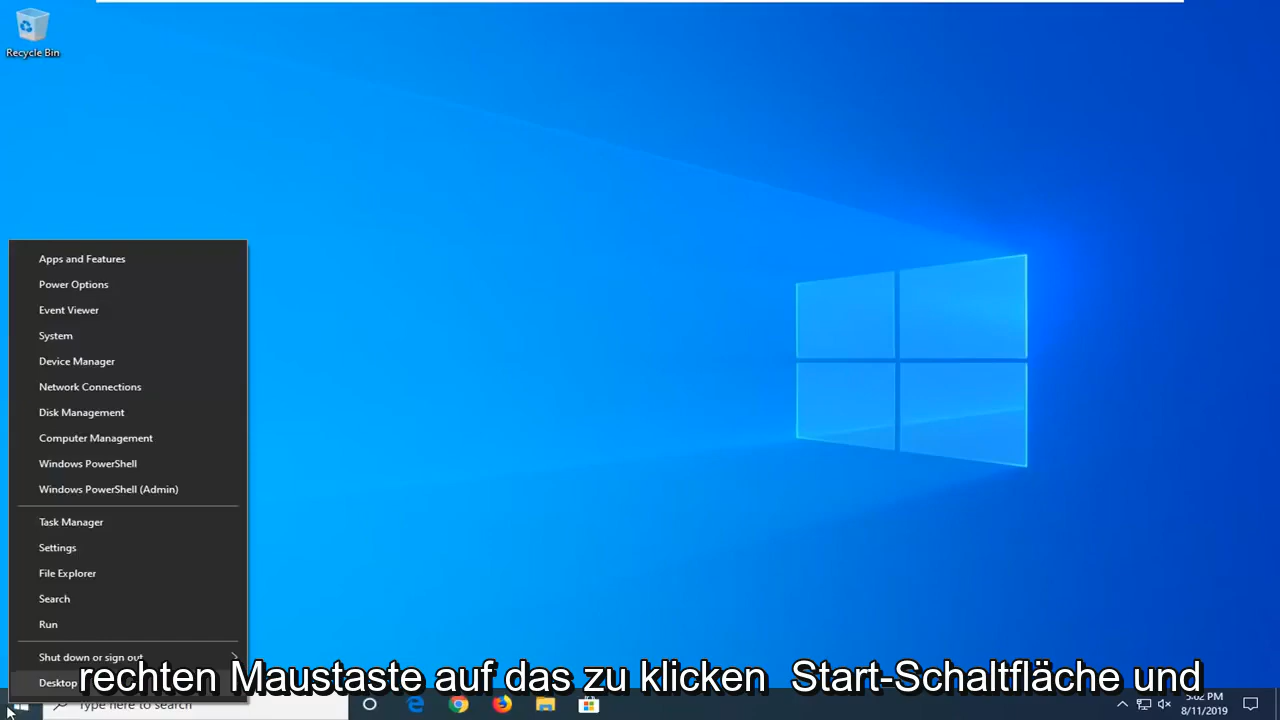 Recycle Bin
Apps and Features
Power Options
Event Viewer
System
Device Manager
Network Connections
Disk Management
Computer Management
Windows PowerShell
Windows PowerShell (Admin)
Task Manager
Settings
File Explorer
Search
Run
Shut down or sign out
Desktop
rechten Maustaste auf das zu klicken Start-Schaltfläche und
Type here to search
5:02 PM
8/11/2019